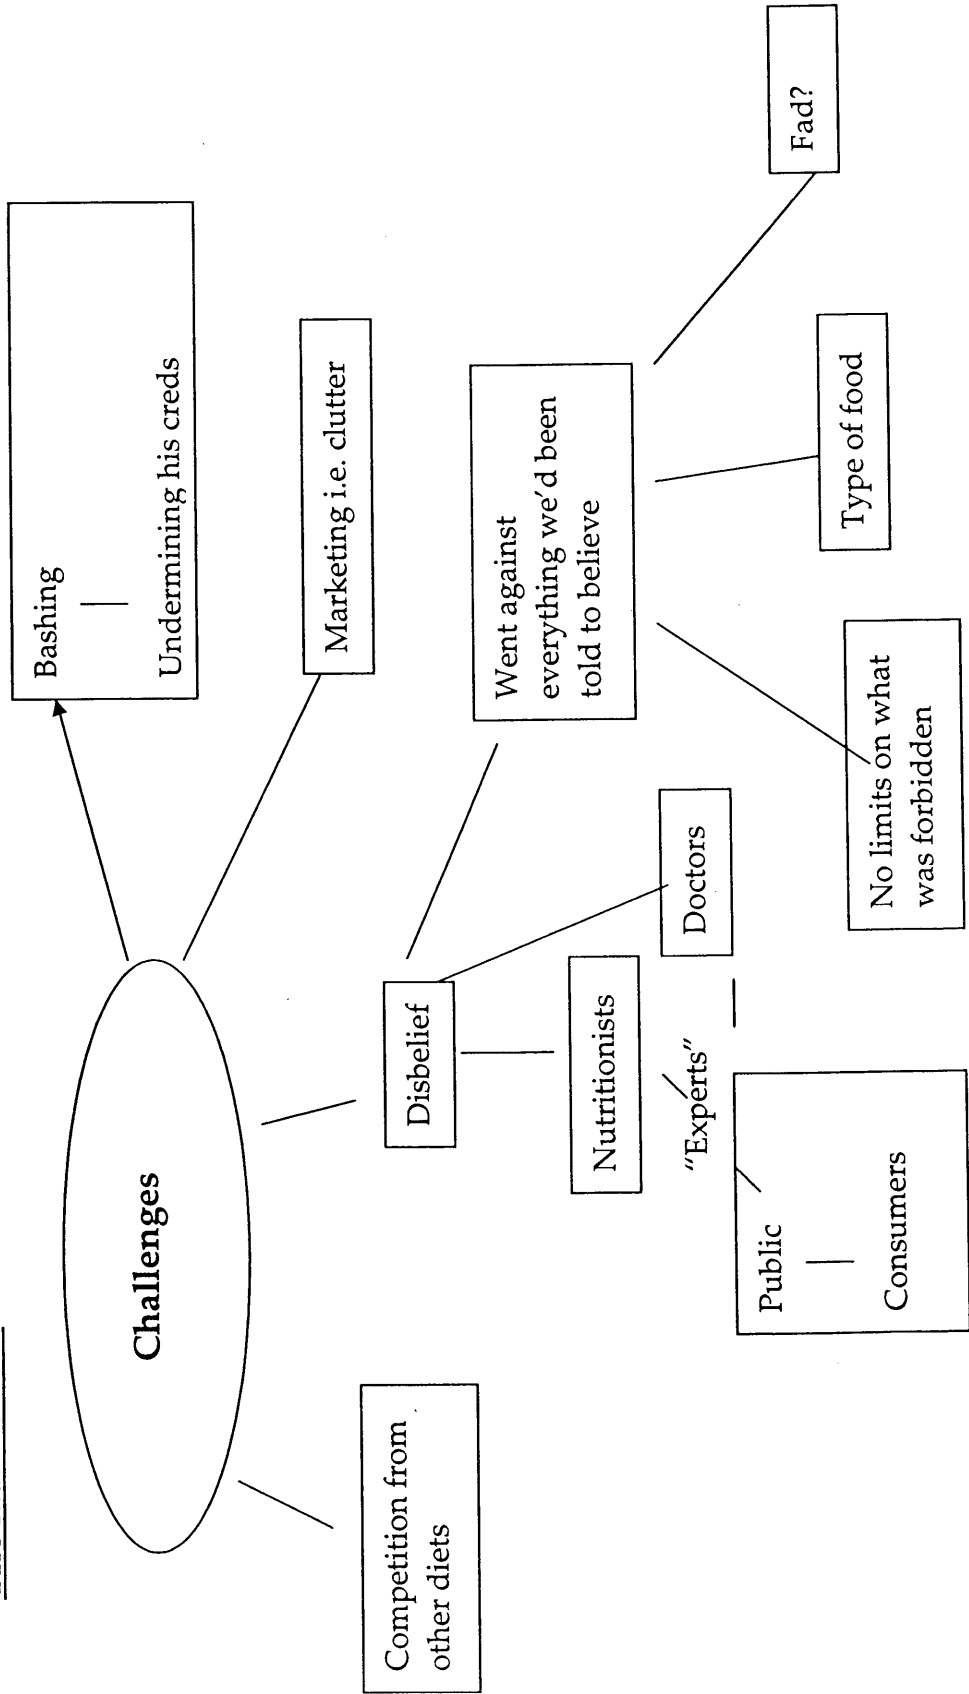 Challenges
Bashing
Undermining his creds
Marketing i.e. clutter
Competition from
other diets
Disbelief
Went against
everything we'd been
told to believe
Nutritionists
Doctors
"Experts"
Public
Consumers
No limits on what
was forbidden
Type of food
Fad?